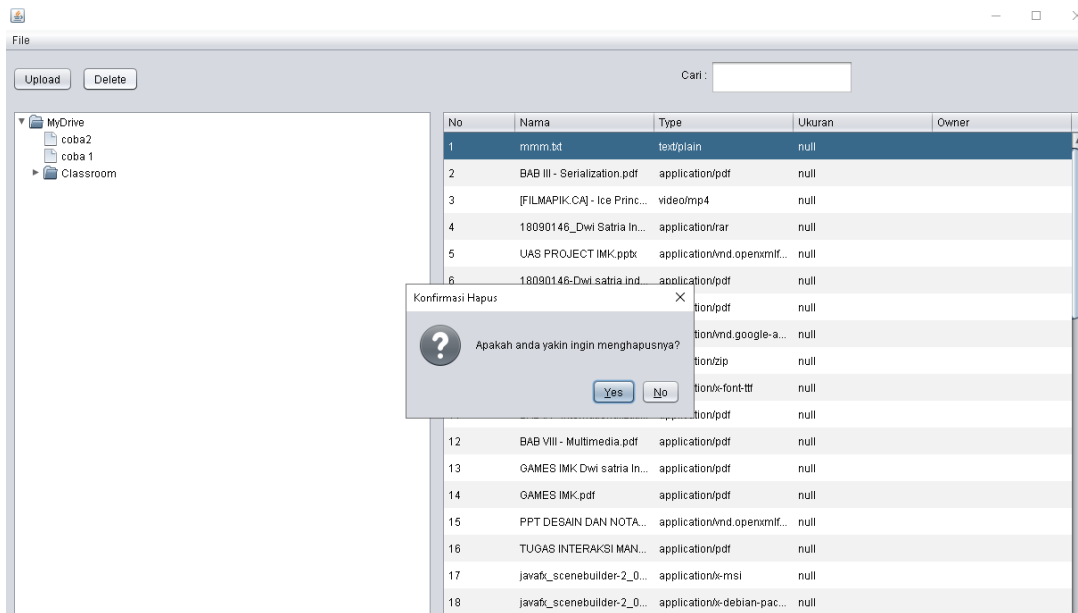 File
Upload Delete Cari :
MyDrive
coba2
coba 1
Classroom
No Nama Type Ukuran Owner
1 mmm.txt text/plain null
2 BAB III - Serialization.pdf application/pdf null
3 [FILMAPIK.CA] - Ice Princ... video/mp4 null
4 18090146_Dwi Satria In... application/rar null
5 UAS PROJECT IMK.pptx application/vnd.openxmlf... null
6 18090146-Dwi satria ind... application/pdf null
tion/pdf null
tion/vnd.google-a... null
tion/zip null
tion/x-font-ttf null
application/pdf null
12 BAB VIII - Multimedia.pdf application/pdf null
13 GAMES IMK Dwi satria In... application/pdf null
14 GAMES IMK.pdf application/pdf null
15 PPT DESAIN DAN NOTA... application/vnd.openxmlf... null
16 TUGAS INTERAKSI MAN... application/pdf null
17 javafx_scenebuilder-2_0... application/x-msi null
18 javafx_scenebuilder-2_0... application/x-debian-pac... null
Konfirmasi Hapus
Apakah anda yakin ingin menghapusnya?
Yes No